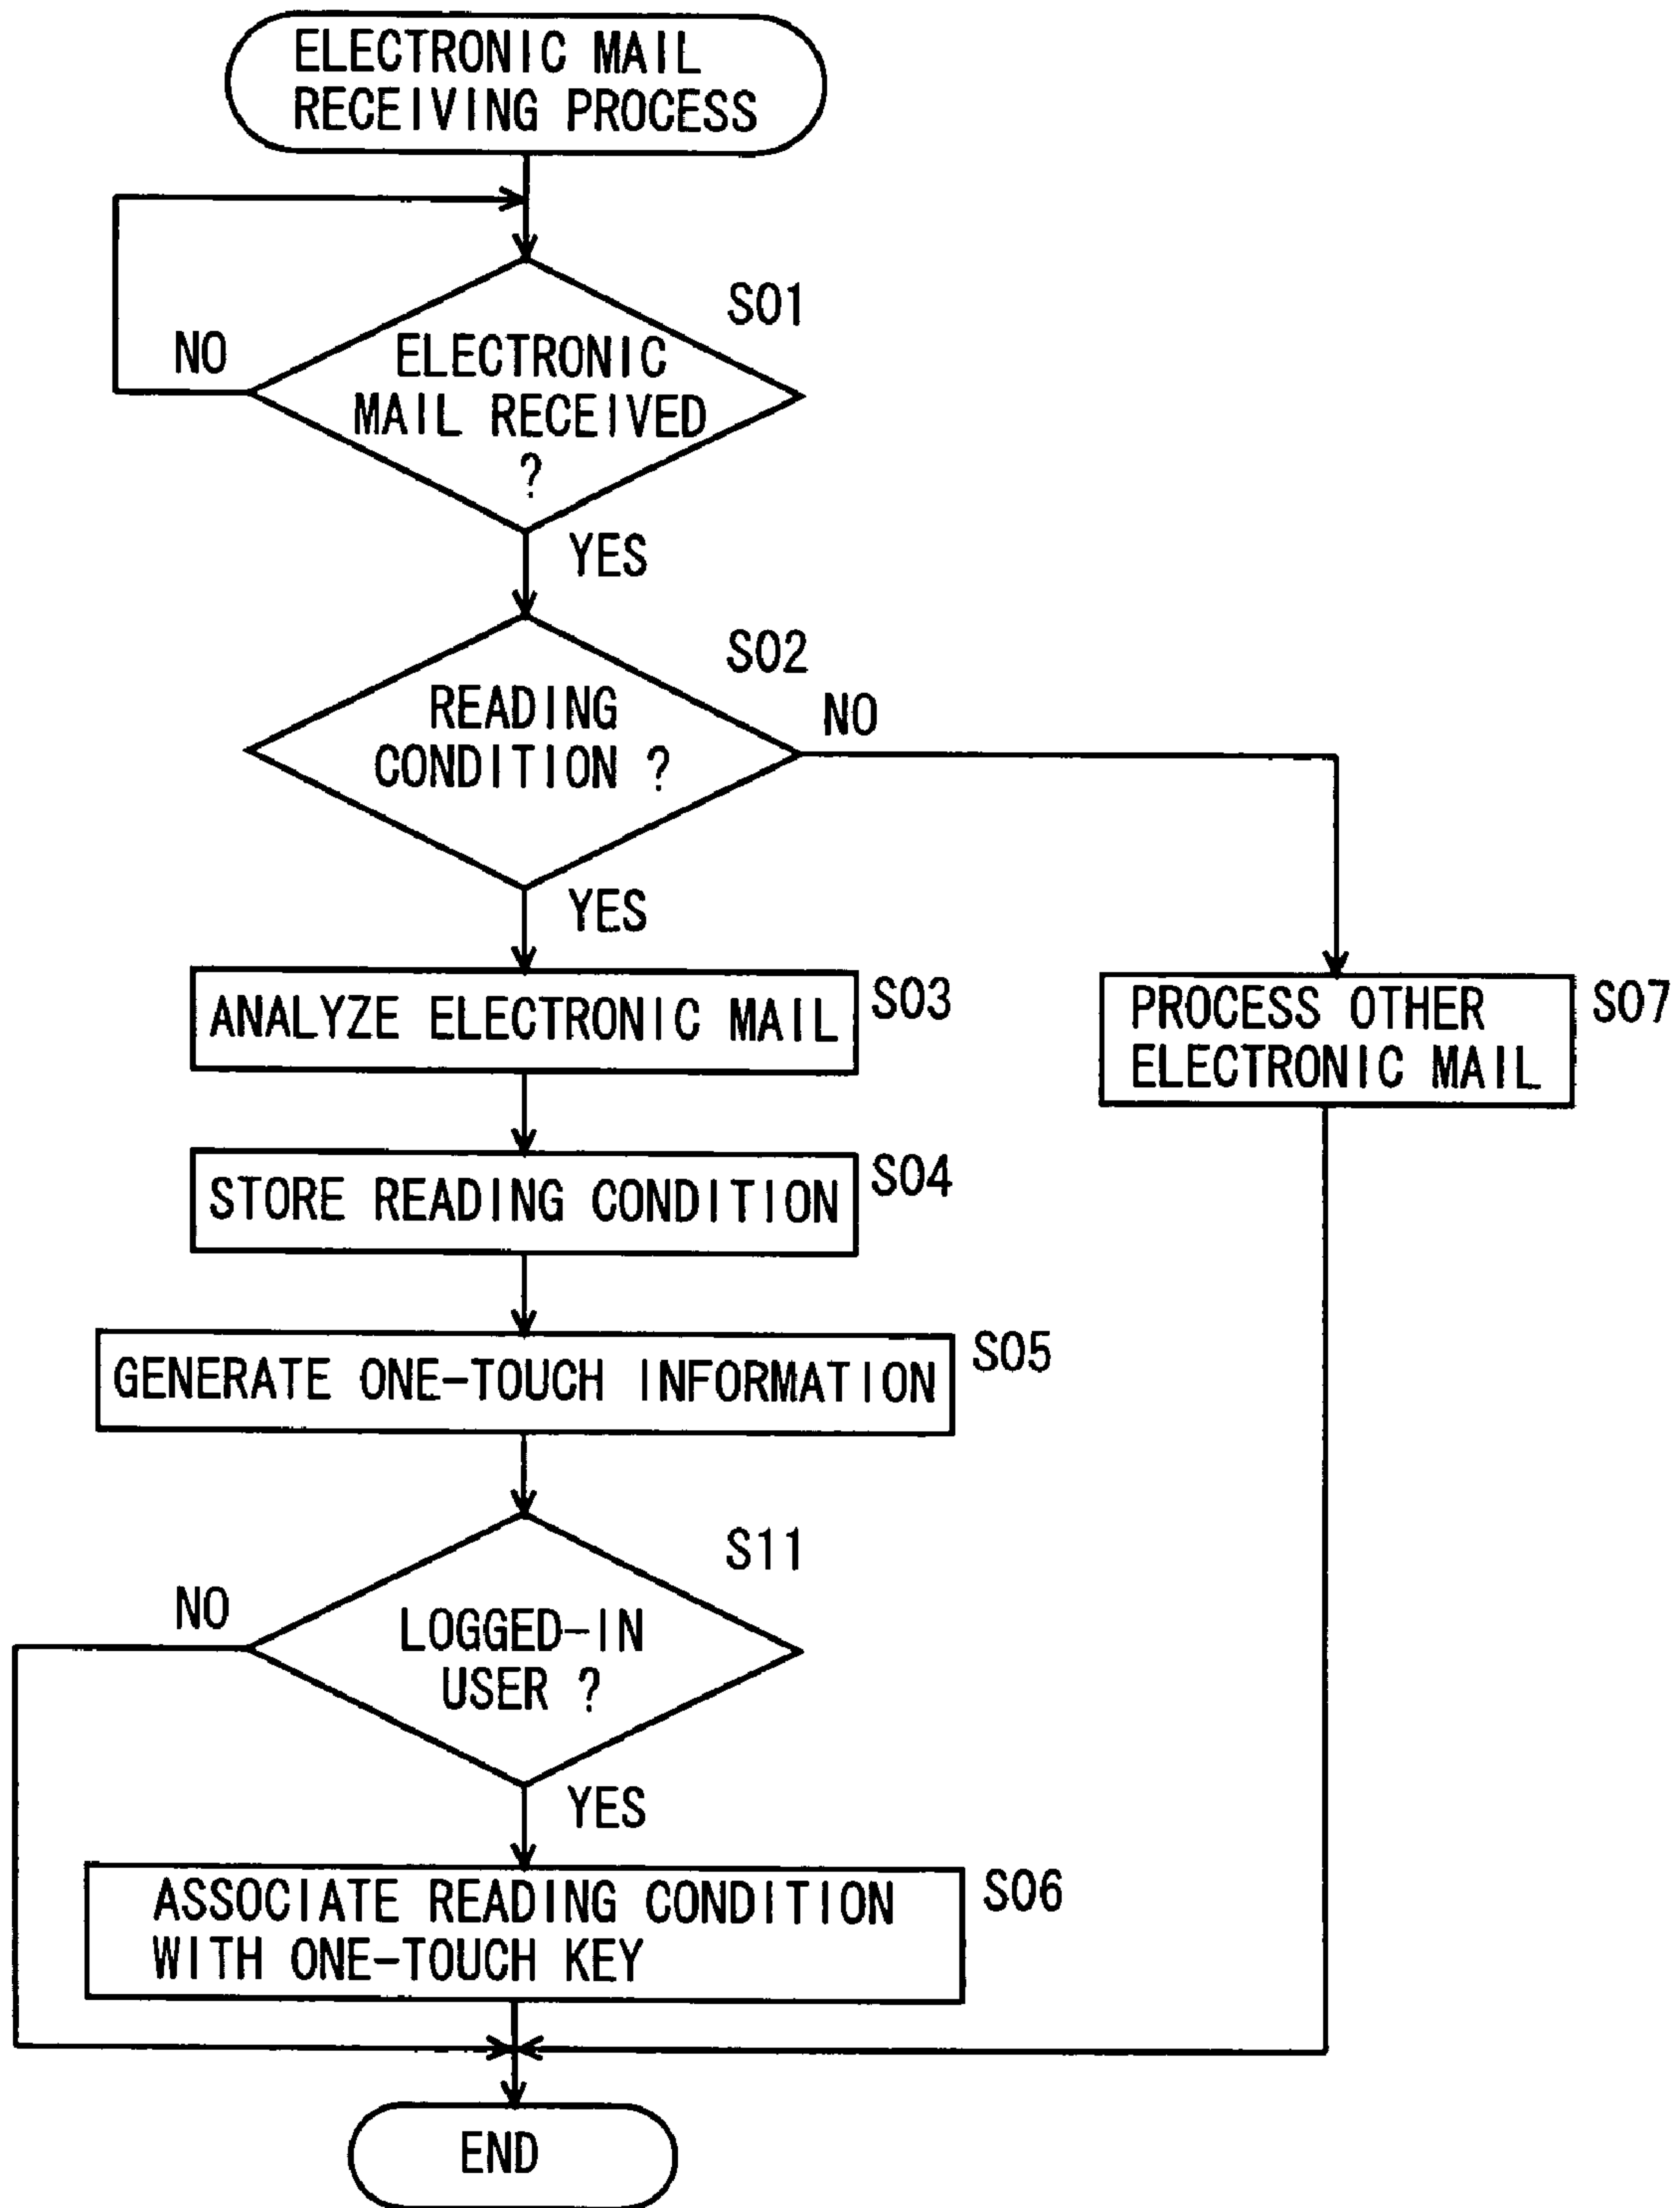 ELECTRONIC MAIL
RECEIVING PROCESS
S01
NO
ELECTRONIC
MAIL RECEIVED
?
YES
S02
READING
CONDITION ?
NO
YES
ANALYZE ELECTRONIC MAIL
S03
PROCESS OTHER
ELECTRONIC MAIL
S07
STORE READING CONDITION
S04
GENERATE ONE-TOUCH INFORMATION
S05
S11
NO
LOGGED-IN
USER ?
YES
ASSOCIATE READING CONDITION
WITH ONE-TOUCH KEY
S06
END